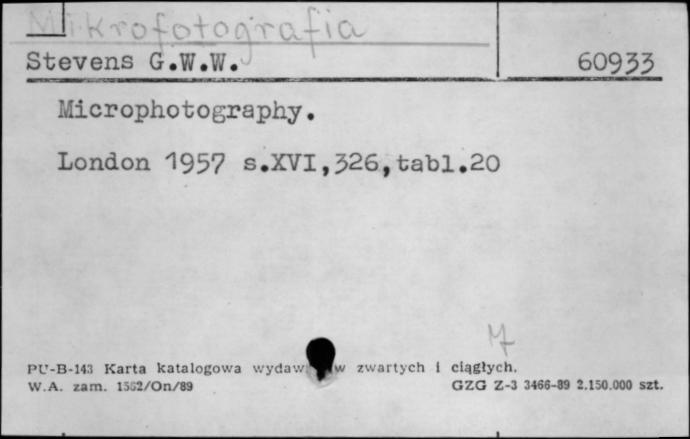 Mikrofotografia
Stevens G.W.W. 60933
Microphotography.
London 1957 s.XVI,326,tabl.20
M
PU-B-143 Karta katalogowa wydaw w zwartych i ciągłych.
W.A. zam. 1562/On/89 GZG Z-3 3466-89 2.150.000 szt.